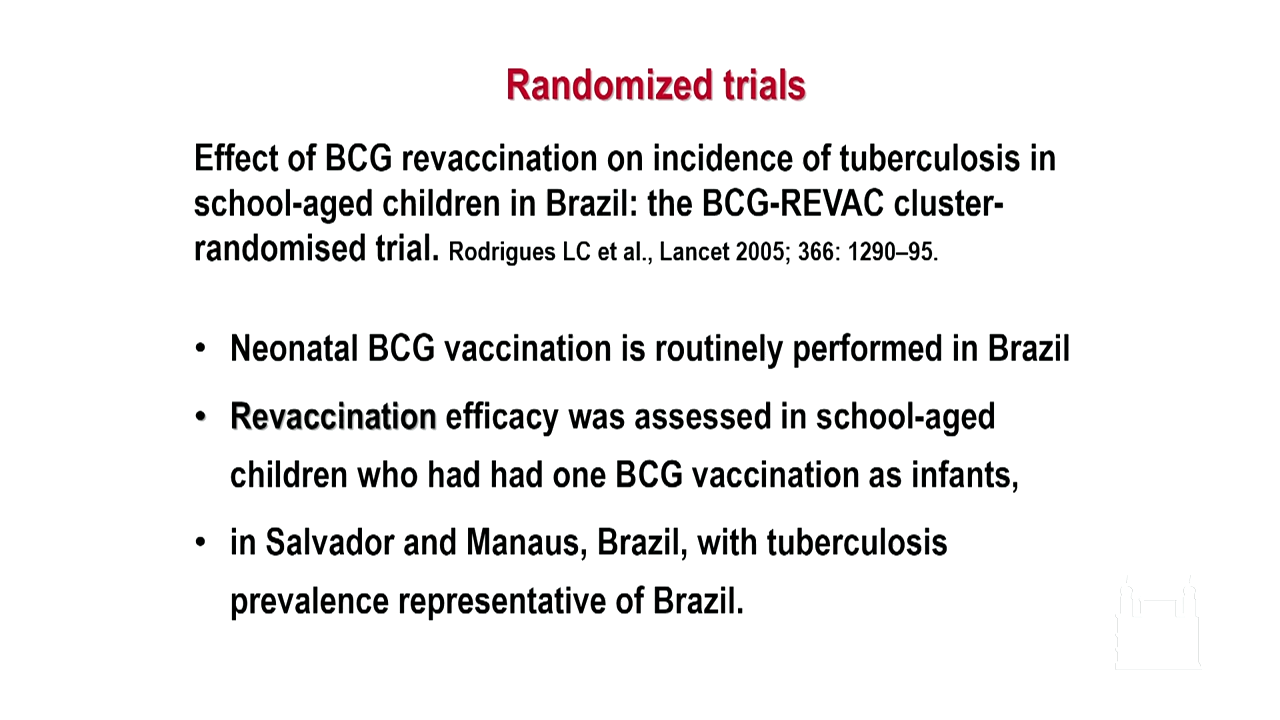 Randomized trials
Effect of BCG revaccination on incidence of tuberculosis in
school-aged children in Brazil: the BCG-REVAC cluster-
randomised trial. Rodrigues LC et al., Lancet 2005; 366: 1290–95.
• Neonatal BCG vaccination is routinely performed in Brazil
• Revaccination efficacy was assessed in school-aged
children who had had one BCG vaccination as infants,
• in Salvador and Manaus, Brazil, with tuberculosis
prevalence representative of Brazil.